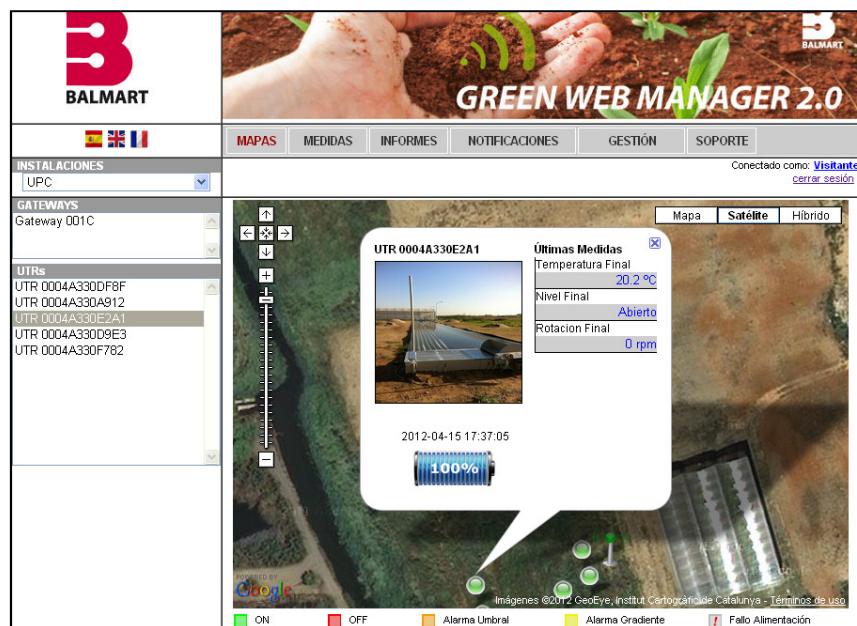 BALMART
BALMART
GREEN WEB MANAGER 2.0
MAPAS MEDIDAS INFORMES NOTIFICACIONES GESTIÓN SOPORTE
Conectado como: Visitante
cerrar sesión
INSTALACIONES
UPC
GATEWAYS
Gateway 001C
UTRs
UTR 0004A330DF8F
UTR 0004A330A912
UTR 0004A330E2A1
UTR 0004A330D9E3
UTR 0004A330F782
Mapa Satélite Híbrido
UTR 0004A330E2A1
Últimas Medidas
Temperatura Final
20.2 ºC
Nivel Final
Abierto
Rotacion Final
0 rpm
2012-04-15 17:37:05
100%
POWERED BY
Google
Imágenes ©2012 GeoEye, Institut Cartogràfic de Catalunya - Términos de uso
ON OFF Alarma Umbral Alarma Gradiente ! Fallo Alimentación